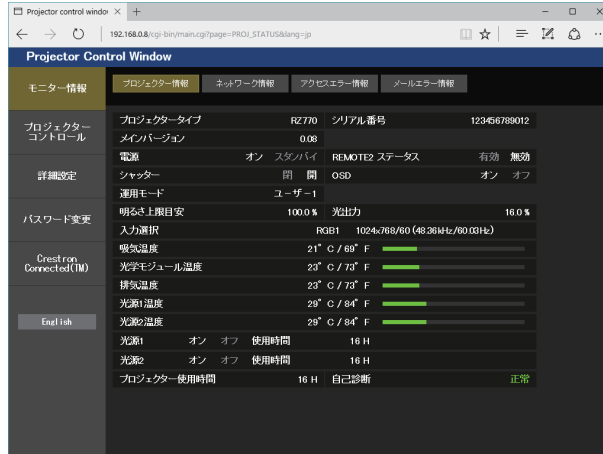 Projector control window
192.168.0.8/cgi-bin/main.cgi?page=PROJ_STATUS&lang=jp
Projector Control Window
モニター情報
プロジェクター情報 ネットワーク情報 アクセスエラー情報 メールエラー情報
プロジェクター
コントロール
詳細設定
パスワード変更
Crestron
Connected(TM)
English
プロジェクタータイプ RZ770 シリアル番号 123456789012
メインバージョン 0.08
電源 オン スタンバイ REMOTE2 ステータス 有効 無効
シャッター 閉 開 OSD オン オフ
運用モード ユーザー1
明るさ上限目安 100.0 % 光出力 16.0 %
入力選択 RGB1 1024x768/60 (48.36kHz/60.03Hz)
吸気温度 21° C / 69° F
光学モジュール温度 23° C / 73° F
排気温度 23° C / 73° F
光源1温度 29° C / 84° F
光源2温度 29° C / 84° F
光源1 オン オフ 使用時間 16 H
光源2 オン オフ 使用時間 16 H
プロジェクター使用時間 16 H 自己診断 正常